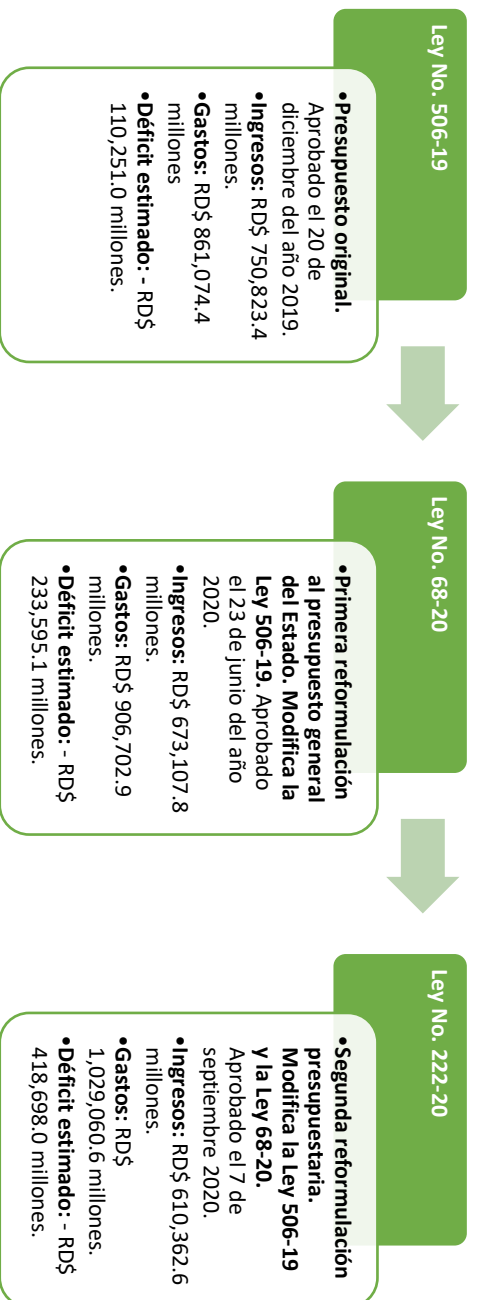 Ley No. 506-19
•Presupuesto original.
Aprobado el 20 de
diciembre del año 2019.
•Ingresos: RD$ 750,823.4
millones.
•Gastos: RD$ 861,074.4
millones
•Déficit estimado: - RD$
110,251.0 millones.
Ley No. 68-20
•Primera reformulación
al presupuesto general
del Estado. Modifica la
Ley 506-19. Aprobado
el 23 de junio del año
2020.
•Ingresos: RD$ 673,107.8
millones.
•Gastos: RD$ 906,702.9
millones.
•Déficit estimado: - RD$
233,595.1 millones.
Ley No. 222-20
•Segunda reformulación
presupuestaria.
Modifica la Ley 506-19
y la Ley 68-20.
Aprobado el 7 de
septiembre 2020.
•Ingresos: RD$ 610,362.6
millones.
•Gastos: RD$
1,029,060.6 millones.
•Déficit estimado: - RD$
418,698.0 millones.